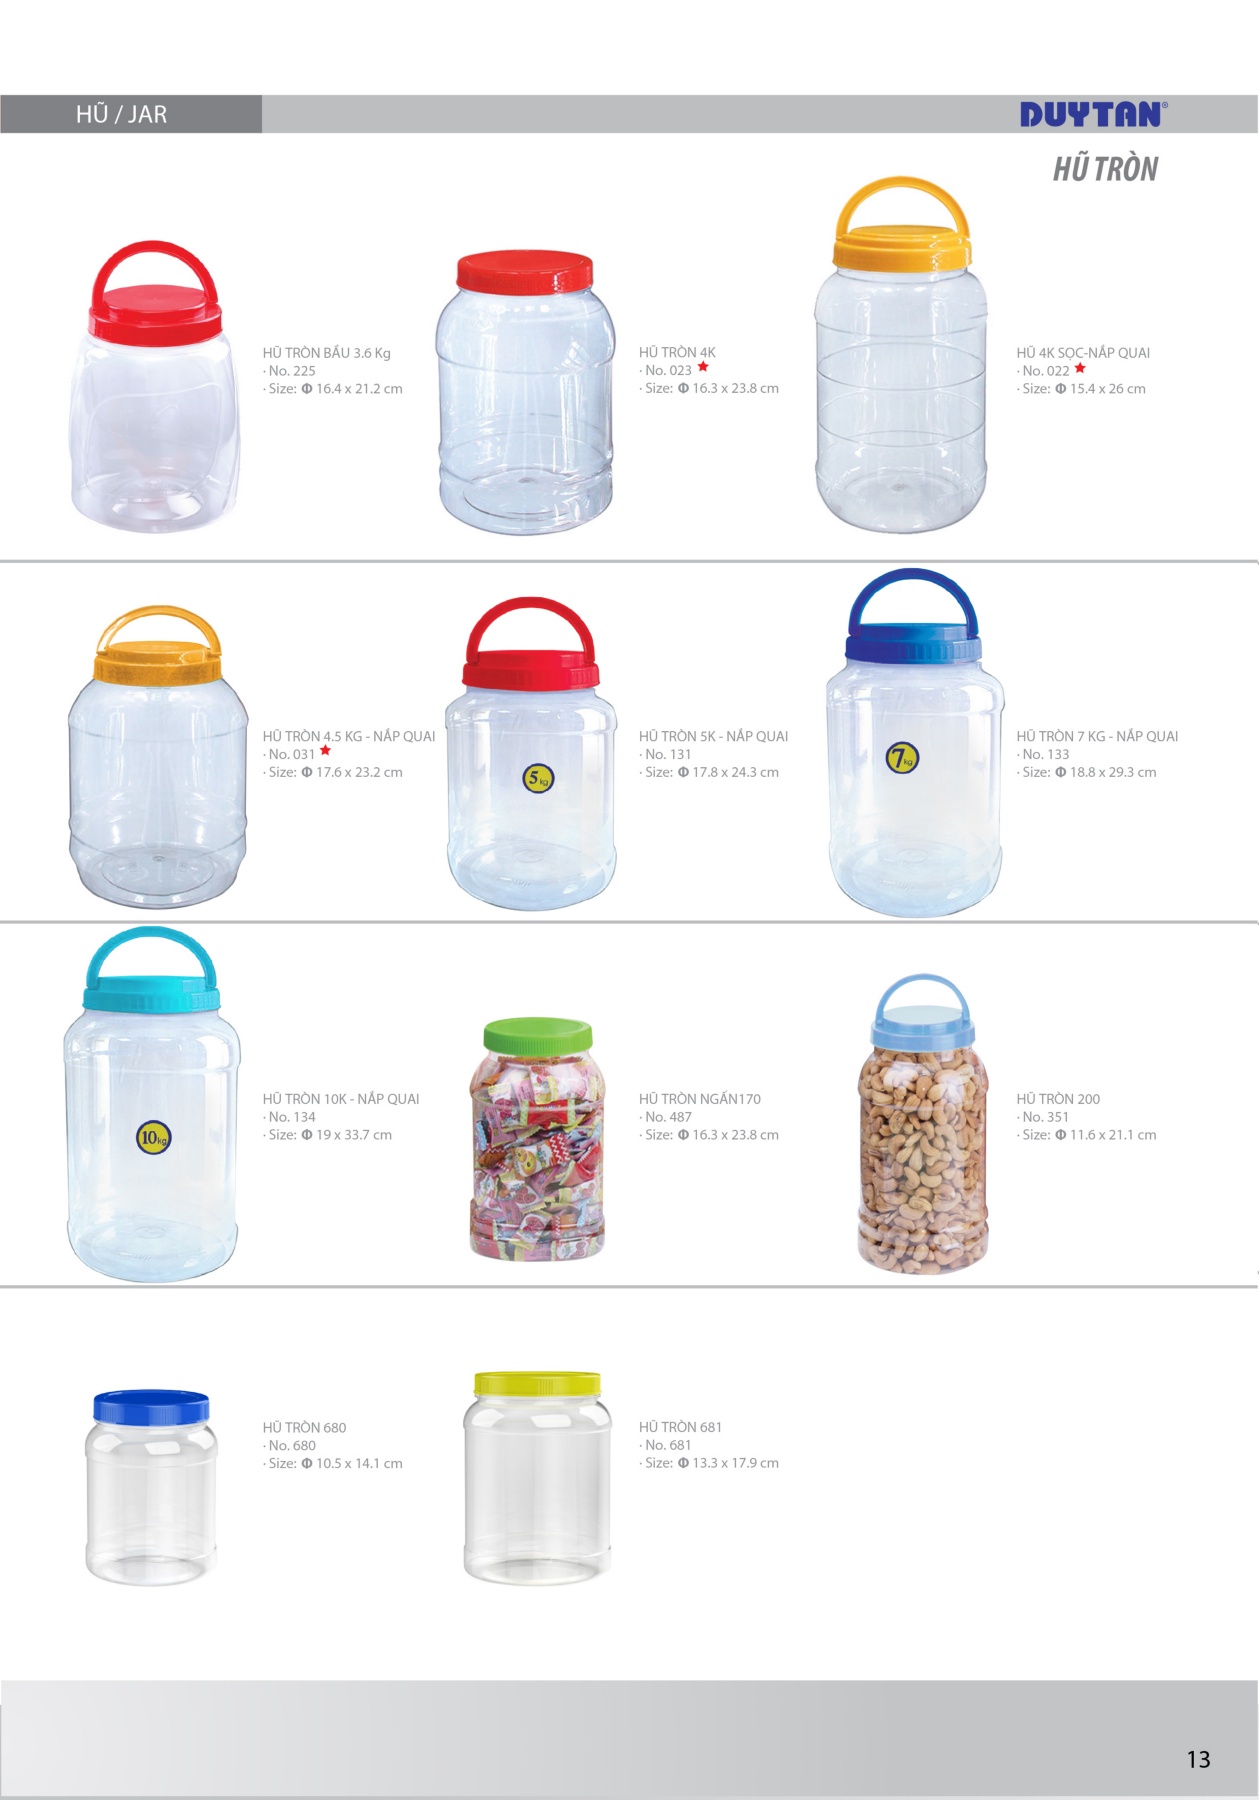 HŨ / JAR
DUYTAN®
HŨ TRÒN
HŨ TRÒN BẦU 3.6 Kg
· No. 225
· Size: Φ 16.4 x 21.2 cm
HŨ TRÒN 4K
· No. 023
· Size: Φ 16.3 x 23.8 cm
HŨ 4K SỌC-NẮP QUAI
· No. 022
· Size: Φ 15.4 x 26 cm
HŨ TRÒN 4.5 KG - NẮP QUAI
· No. 031
· Size: Φ 17.6 x 23.2 cm
5 kg
HŨ TRÒN 5K - NẮP QUAI
· No. 131
· Size: Φ 17.8 x 24.3 cm
7 kg
HŨ TRÒN 7 KG - NẮP QUAI
· No. 133
· Size: Φ 18.8 x 29.3 cm
10 kg
HŨ TRÒN 10K - NẮP QUAI
· No. 134
· Size: Φ 19 x 33.7 cm
HŨ TRÒN NGẤN170
· No. 487
· Size: Φ 16.3 x 23.8 cm
HŨ TRÒN 200
· No. 351
· Size: Φ 11.6 x 21.1 cm
HŨ TRÒN 680
· No. 680
· Size: Φ 10.5 x 14.1 cm
HŨ TRÒN 681
· No. 681
· Size: Φ 13.3 x 17.9 cm
13